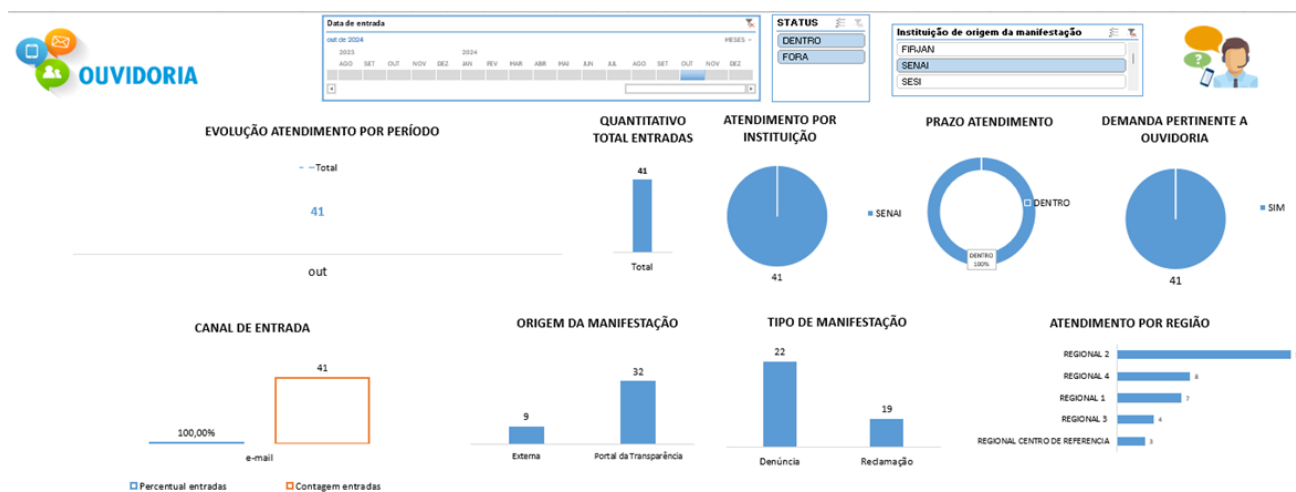 OUVIDORIA
Data de entrada
out de 2024
MESES
2023 2024
AGO SET OUT NOV DEZ JAN FEV MAR ABR MAI JUN JUL AGO SET OUT NOV DEZ
STATUS
DENTRO
FORA
Instituição de origem da manifestação
FIRJAN
SENAI
SESI
EVOLUÇÃO ATENDIMENTO POR PERÍODO
Total
41
out
QUANTITATIVO
TOTAL ENTRADAS
41
Total
ATENDIMENTO POR
INSTITUIÇÃO
SENAI
41
PRAZO ATENDIMENTO
DENTRO
DENTRO
100%
DEMANDA PERTINENTE A
OUVIDORIA
SIM
41
CANAL DE ENTRADA
41
100,00%
e-mail
Percentual entradas
Contagem entradas
ORIGEM DA MANIFESTAÇÃO
32
9
Externa
Portal da Transparência
TIPO DE MANIFESTAÇÃO
22
19
Denúncia
Reclamação
ATENDIMENTO POR REGIÃO
REGIONAL 2
REGIONAL 4 8
REGIONAL 1 7
REGIONAL 3 4
REGIONAL CENTRO DE REFERENCIA 3